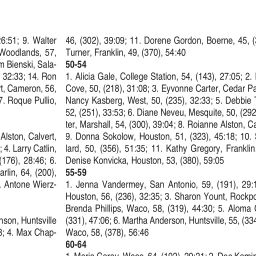 26:51; 9. Walter
Woodlands, 57,
m Bienski, Sala-
32:33; 14. Ron
rt, Cameron, 56,
7. Roque Pullio,
Alston, Calvert,
; 4. Larry Catlin,
(176), 28:46; 6.
arlin, 64, (200),
. Antone Wierz-
nson, Huntsville
3; 4. Max Chap-
46, (302), 39:09; 11. Dorene Gordon, Boerne, 45, (3
Turner, Franklin, 49, (370), 54:40
50-54
1. Alicia Gale, College Station, 54, (143), 27:05; 2.
Cove, 50, (218), 31:08; 3. Eyvonne Carter, Cedar Pa
Nancy Kasberg, West, 50, (235), 32:33; 5. Debbie
52, (251), 33:53; 6. Diane Neveu, Mesquite, 50, (292
ter, Marshall, 54, (300), 39:04; 8. Roianne Alston, Ca
9. Donna Sokolow, Houston, 51, (323), 45:18; 10. S
lard, 50, (356), 51:35; 11. Kathy Gregory, Franklin
Denise Konvicka, Houston, 53, (380), 59:05
55-59
1. Jenna Vandermey, San Antonio, 59, (191), 29:1
Houston, 56, (236), 32:35; 3. Sharon Yount, Rockpo
Brenda Phillips, Waco, 58, (319), 44:30; 5. Aloma
(331), 47:06; 6. Martha Anderson, Huntsville, 55, (334
Waco, 58, (378), 56:46
60-64